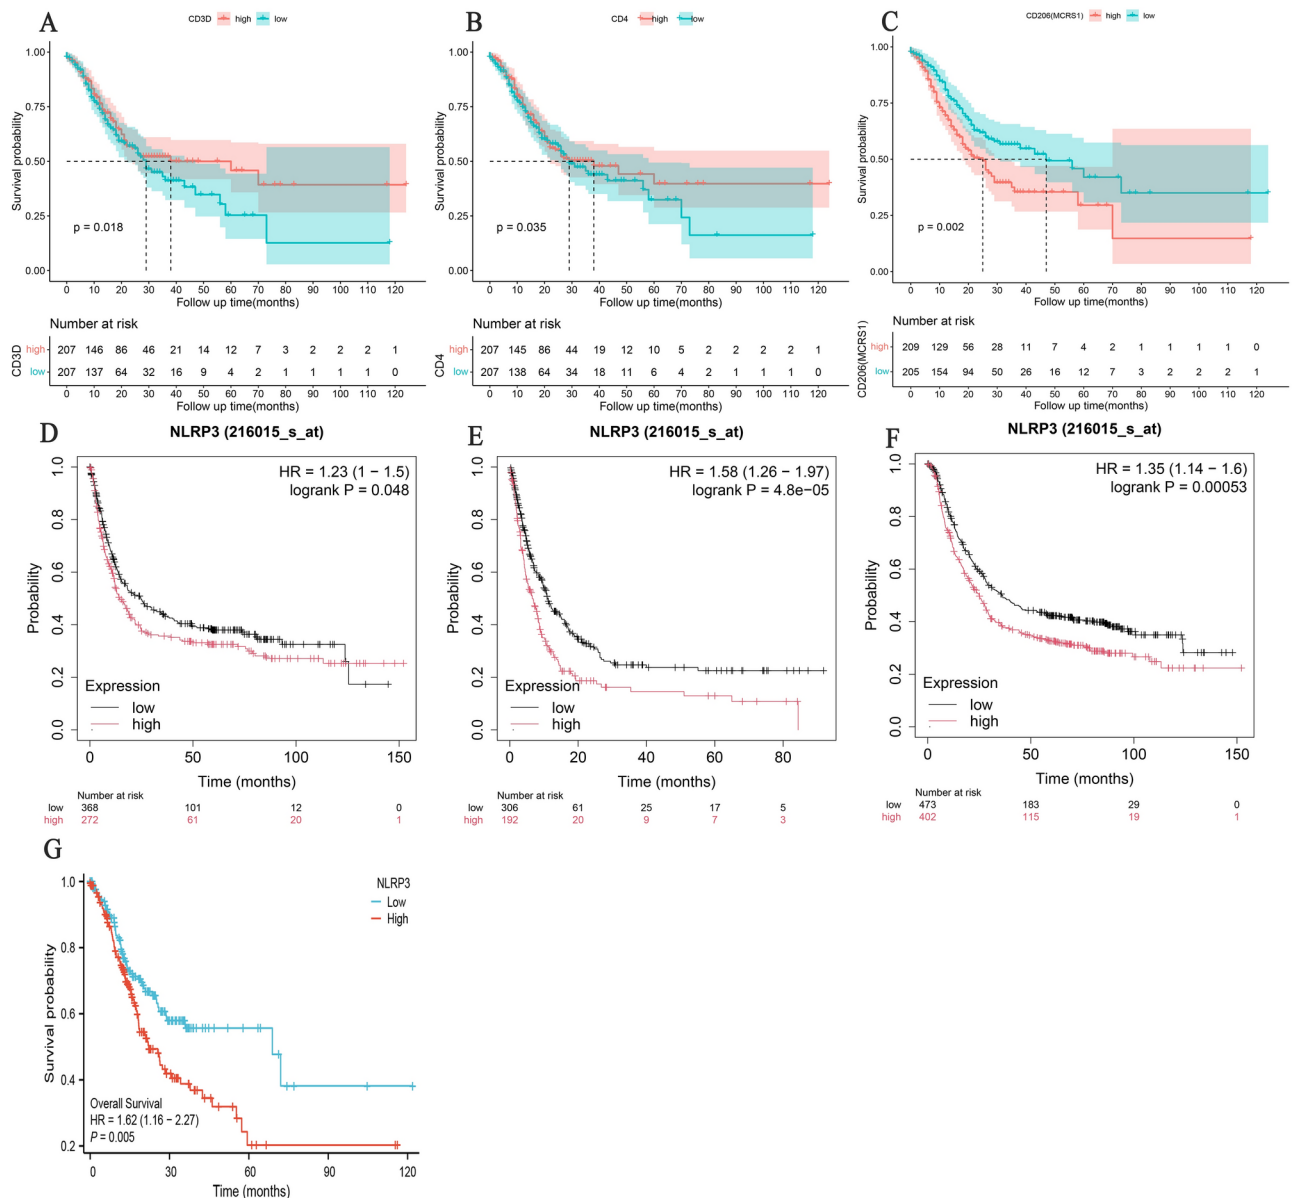 A
CD3D high low
Survival probability
1.00
0.75
0.50
0.25
0.00
p = 0.018
0 10 20 30 40 50 60 70 80 90 100 110 120
Follow up time(months)
Number at risk
CD3D
high 207 146 86 46 21 14 12 7 3 2 2 2 1
low 207 137 64 32 16 9 4 2 1 1 1 1 0
0 10 20 30 40 50 60 70 80 90 100 110 120
Follow up time(months)
B
CD4 high low
Survival probability
1.00
0.75
0.50
0.25
0.00
p = 0.035
0 10 20 30 40 50 60 70 80 90 100 110 120
Follow up time(months)
Number at risk
CD4
high 207 145 86 44 19 12 10 5 2 2 2 2 1
low 207 138 64 34 18 11 6 4 2 1 1 1 0
0 10 20 30 40 50 60 70 80 90 100 110 120
Follow up time(months)
C
CD206(MCRS1) high low
Survival probability
1.00
0.75
0.50
0.25
0.00
p = 0.002
0 10 20 30 40 50 60 70 80 90 100 110 120
Follow up time(months)
Number at risk
CD206(MCRS1)
high 209 129 56 28 11 7 4 2 1 1 1 1 0
low 205 154 94 50 26 16 12 7 3 2 2 2 1
0 10 20 30 40 50 60 70 80 90 100 110 120
Follow up time(months)
D
NLRP3 (216015_s_at)
HR = 1.23 (1 − 1.5)
logrank P = 0.048
Probability
1.0
0.8
0.6
0.4
0.2
0.0
Expression
low
high
0 50 100 150
Time (months)
Number at risk
low 368 101 12 0
high 272 61 20 1
E
NLRP3 (216015_s_at)
HR = 1.58 (1.26 − 1.97)
logrank P = 4.8e−05
Probability
1.0
0.8
0.6
0.4
0.2
0.0
Expression
low
high
0 20 40 60 80
Time (months)
Number at risk
low 306 61 25 17 5
high 192 20 9 7 3
F
NLRP3 (216015_s_at)
HR = 1.35 (1.14 − 1.6)
logrank P = 0.00053
Probability
1.0
0.8
0.6
0.4
0.2
0.0
Expression
low
high
0 50 100 150
Time (months)
Number at risk
low 473 183 29 0
high 402 115 19 1
G
NLRP3
Low
High
Survival probability
1.0
0.8
0.6
0.4
0.2
Overall Survival
HR = 1.62 (1.16 − 2.27)
P = 0.005
0 30 60 90 120
Time (months)